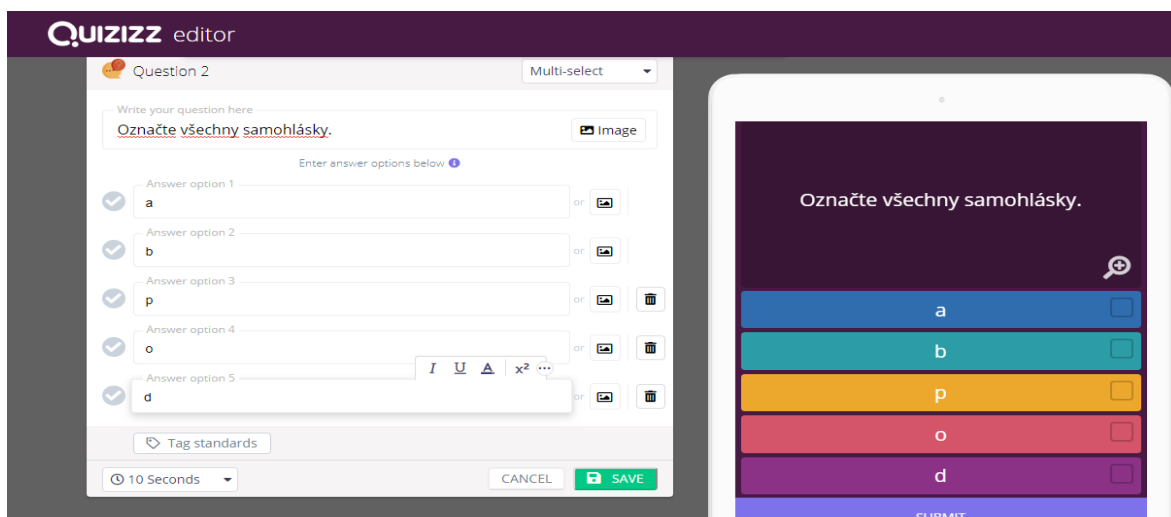 QUIZIZZ editor
Question 2
Multi-select
Write your question here
Označte všechny samohlásky.
Image
Enter answer options below
Answer option 1
a
or
Answer option 2
b
or
Answer option 3
p
or
Answer option 4
o
or
I U A x² ...
Answer option 5
d
or
Tag standards
10 Seconds
CANCEL
SAVE
Označte všechny samohlásky.
a
b
p
o
d
SUBMIT